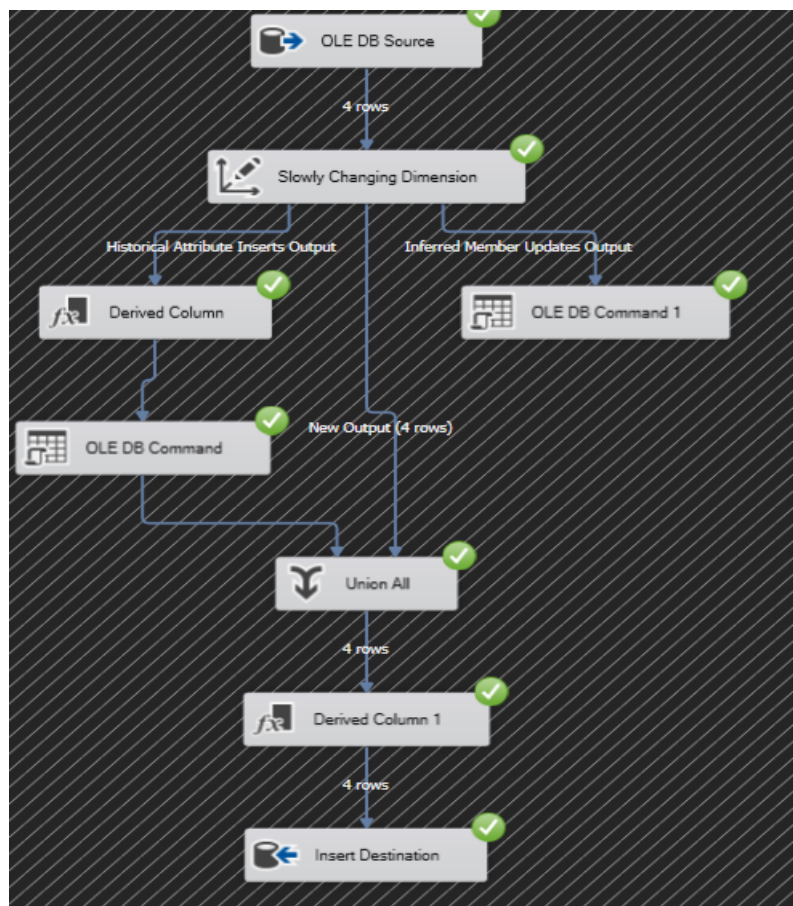 OLE DB Source
4 rows
Slowly Changing Dimension
Historical Attribute Inserts Output
Inferred Member Updates Output
Derived Column
OLE DB Command 1
New Output (4 rows)
OLE DB Command
Union All
4 rows
Derived Column 1
4 rows
Insert Destination